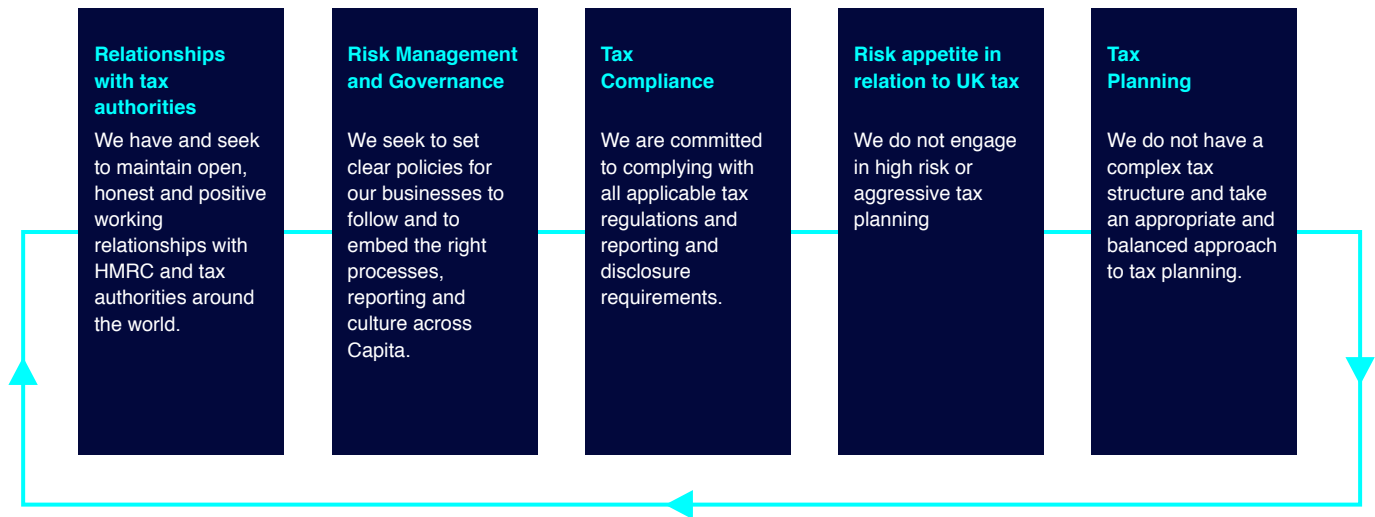 Relationships
with tax
authorities
We have and seek
to maintain open,
honest and positive
working
relationships with
HMRC and tax
authorities around
the world.
Risk Management
and Governance
We seek to set
clear policies for
our businesses to
follow and to
embed the right
processes,
reporting and
culture across
Capita.
Tax
Compliance
We are committed
to complying with
all applicable tax
regulations and
reporting and
disclosure
requirements.
Risk appetite in
relation to UK tax
We do not engage
in high risk or
aggressive tax
planning
Tax
Planning
We do not have a
complex tax
structure and take
an appropriate and
balanced approach
to tax planning.